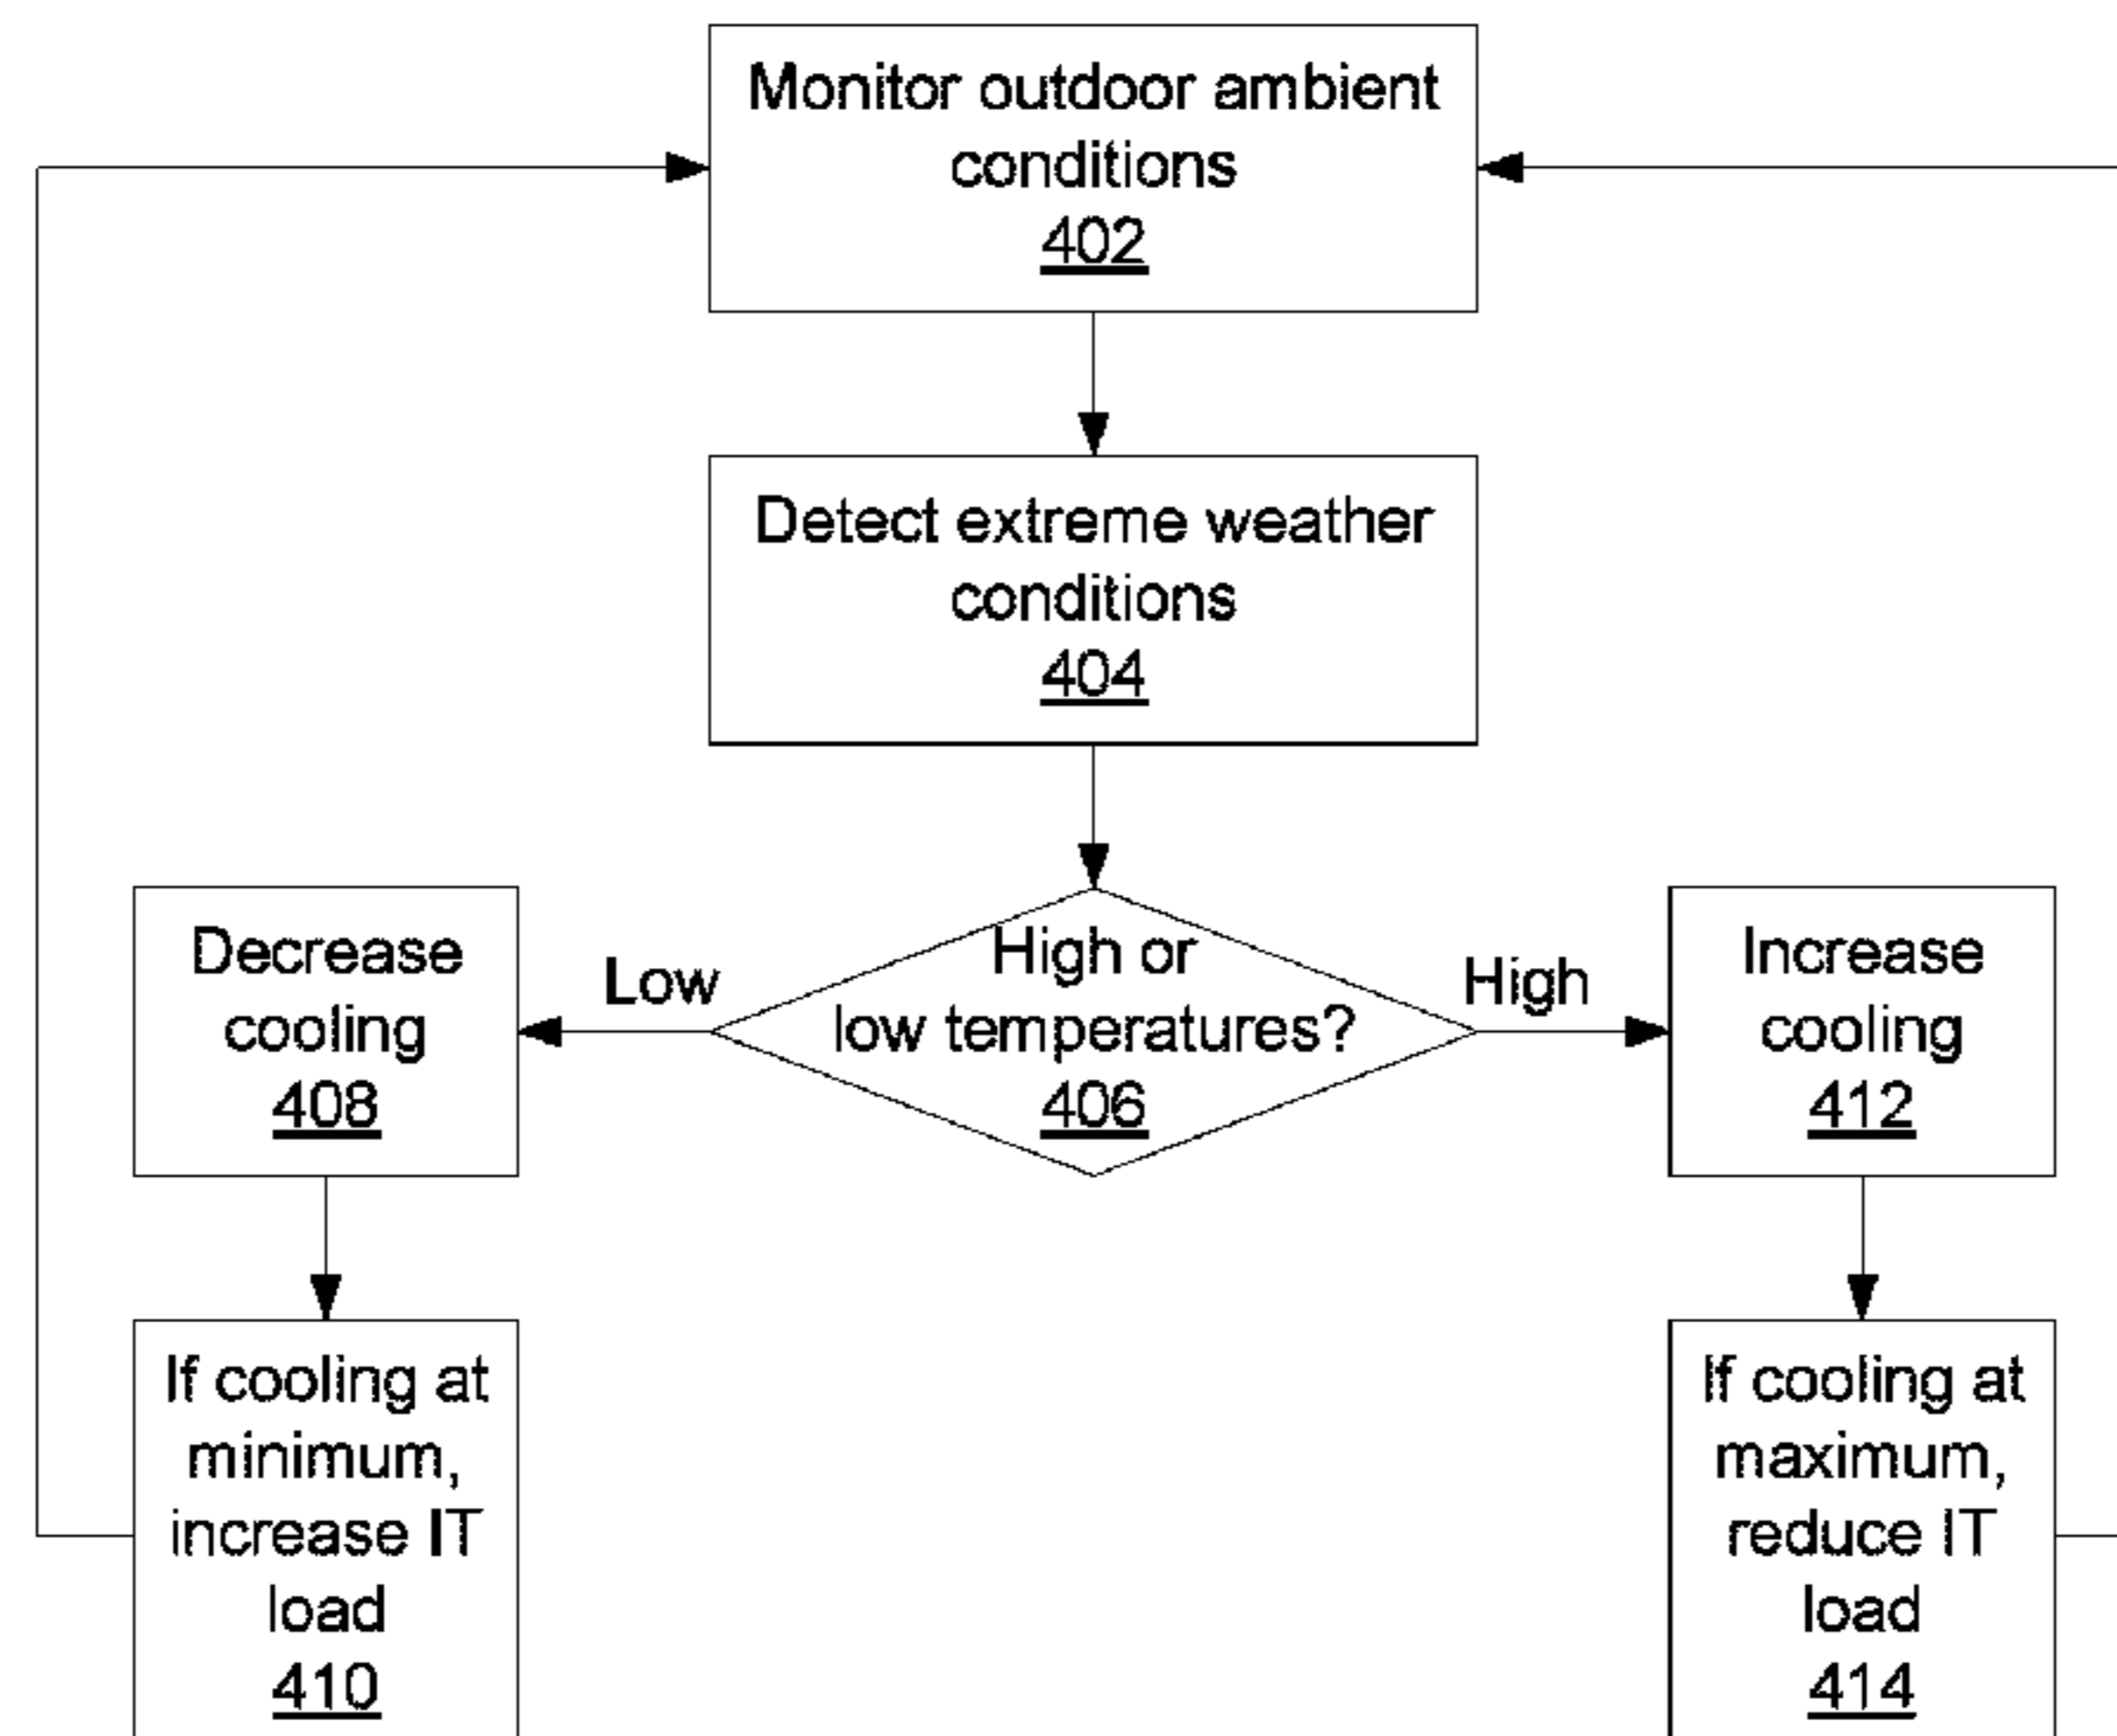 Monitor outdoor ambient
conditions
402
Detect extreme weather
conditions
404
Decrease
cooling
408
Low
High or
low temperatures?
406
High
Increase
cooling
412
If cooling at
minimum,
increase IT
load
410
If cooling at
maximum,
reduce IT
load
414